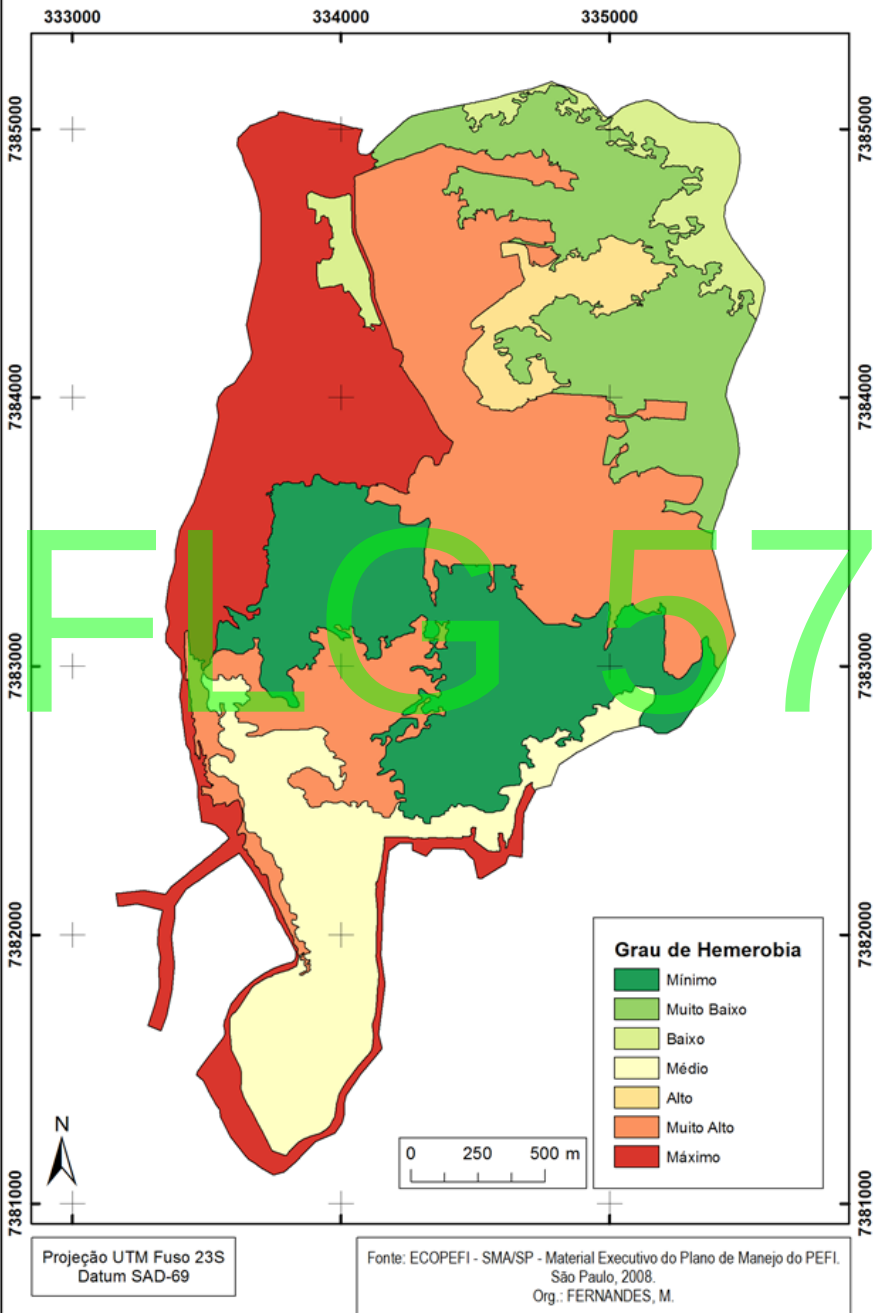 333000 334000 335000
7385000 7385000
7384000 7384000
FLG 57
7383000 7383000
7382000 7382000
Grau de Hemerobia
Mínimo
Muito Baixo
Baixo
Médio
Alto
Muito Alto
Máximo
N
0 250 500 m
7381000 7381000
Projeção UTM Fuso 23S
Datum SAD-69
Fonte: ECOPEFI - SMA/SP - Material Executivo do Plano de Manejo do PEFI.
São Paulo, 2008.
Org.: FERNANDES, M.